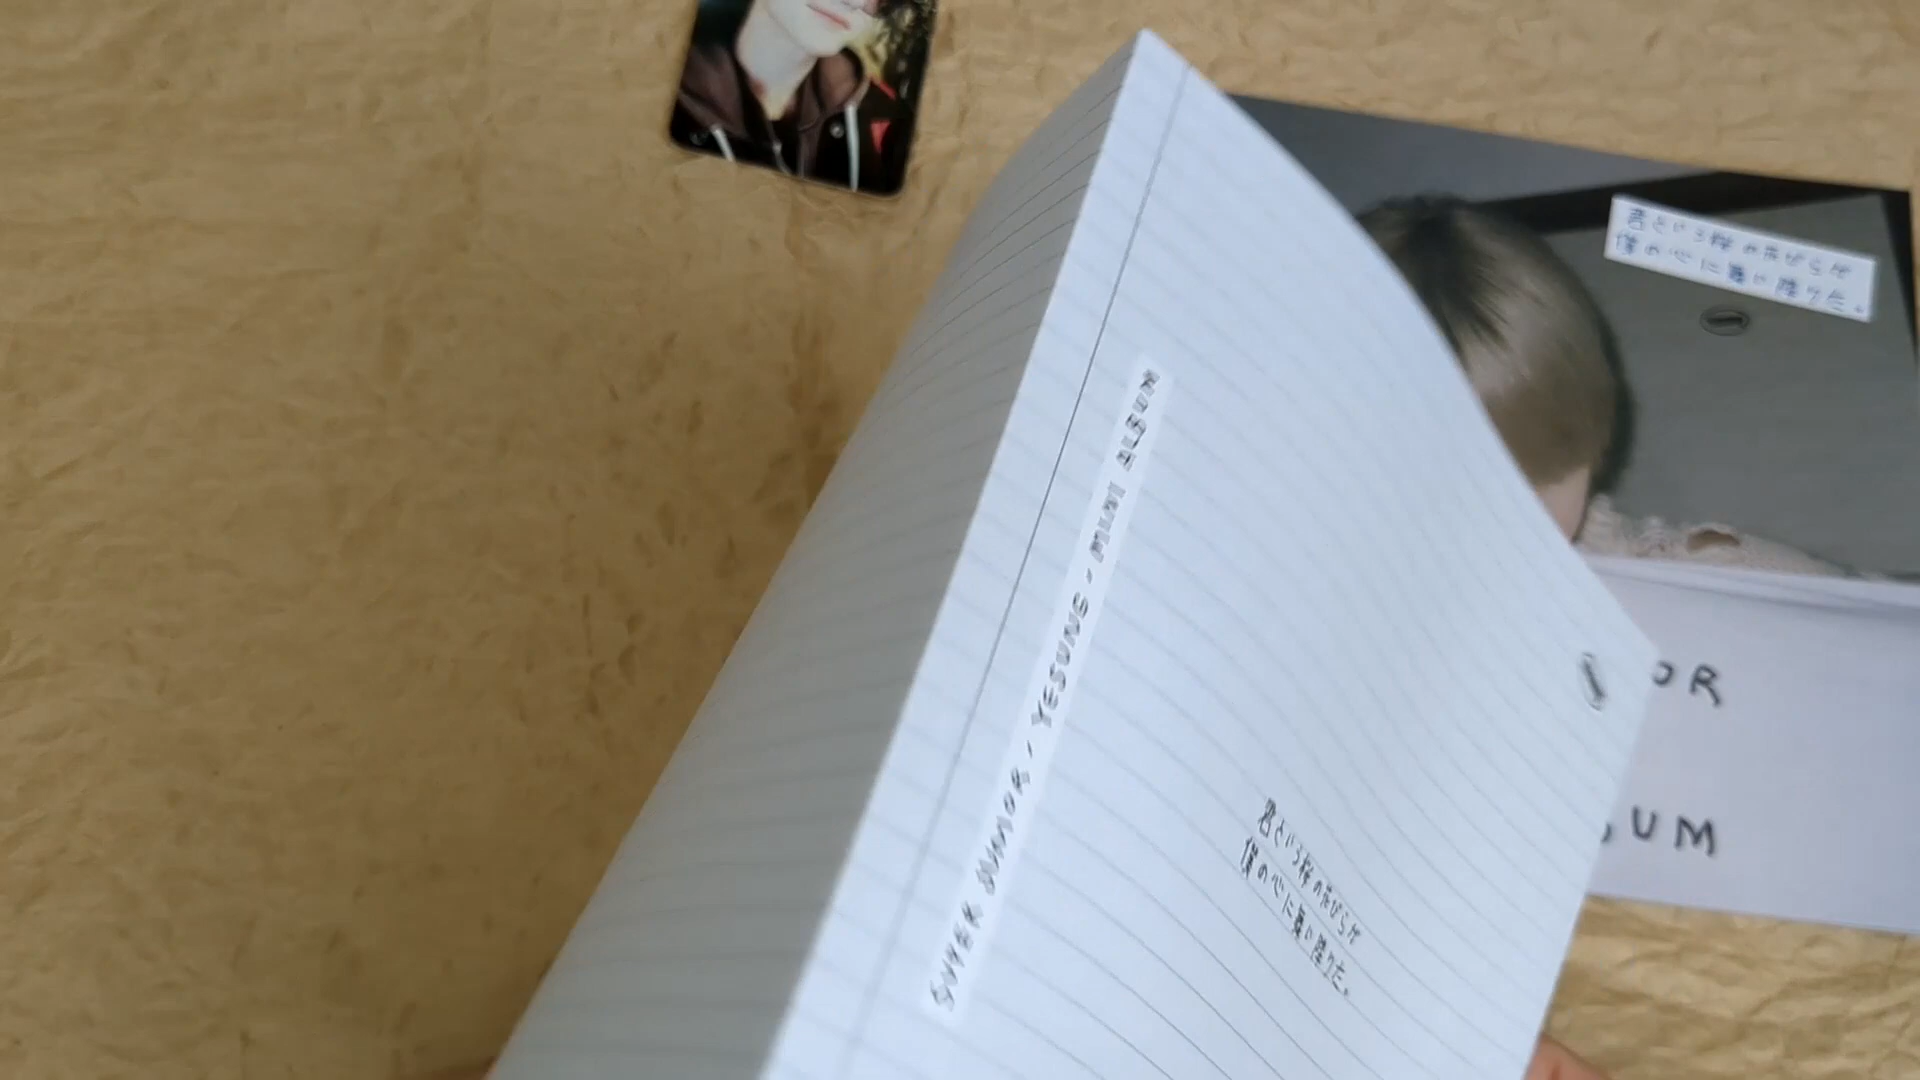 SUPER JUNIOR · YESUNG · MINI ALBUM
君という桜の花びらが
僕の心に舞い降りた。
君という桜の花びらが
僕の心に舞い降りた。
OR
UM